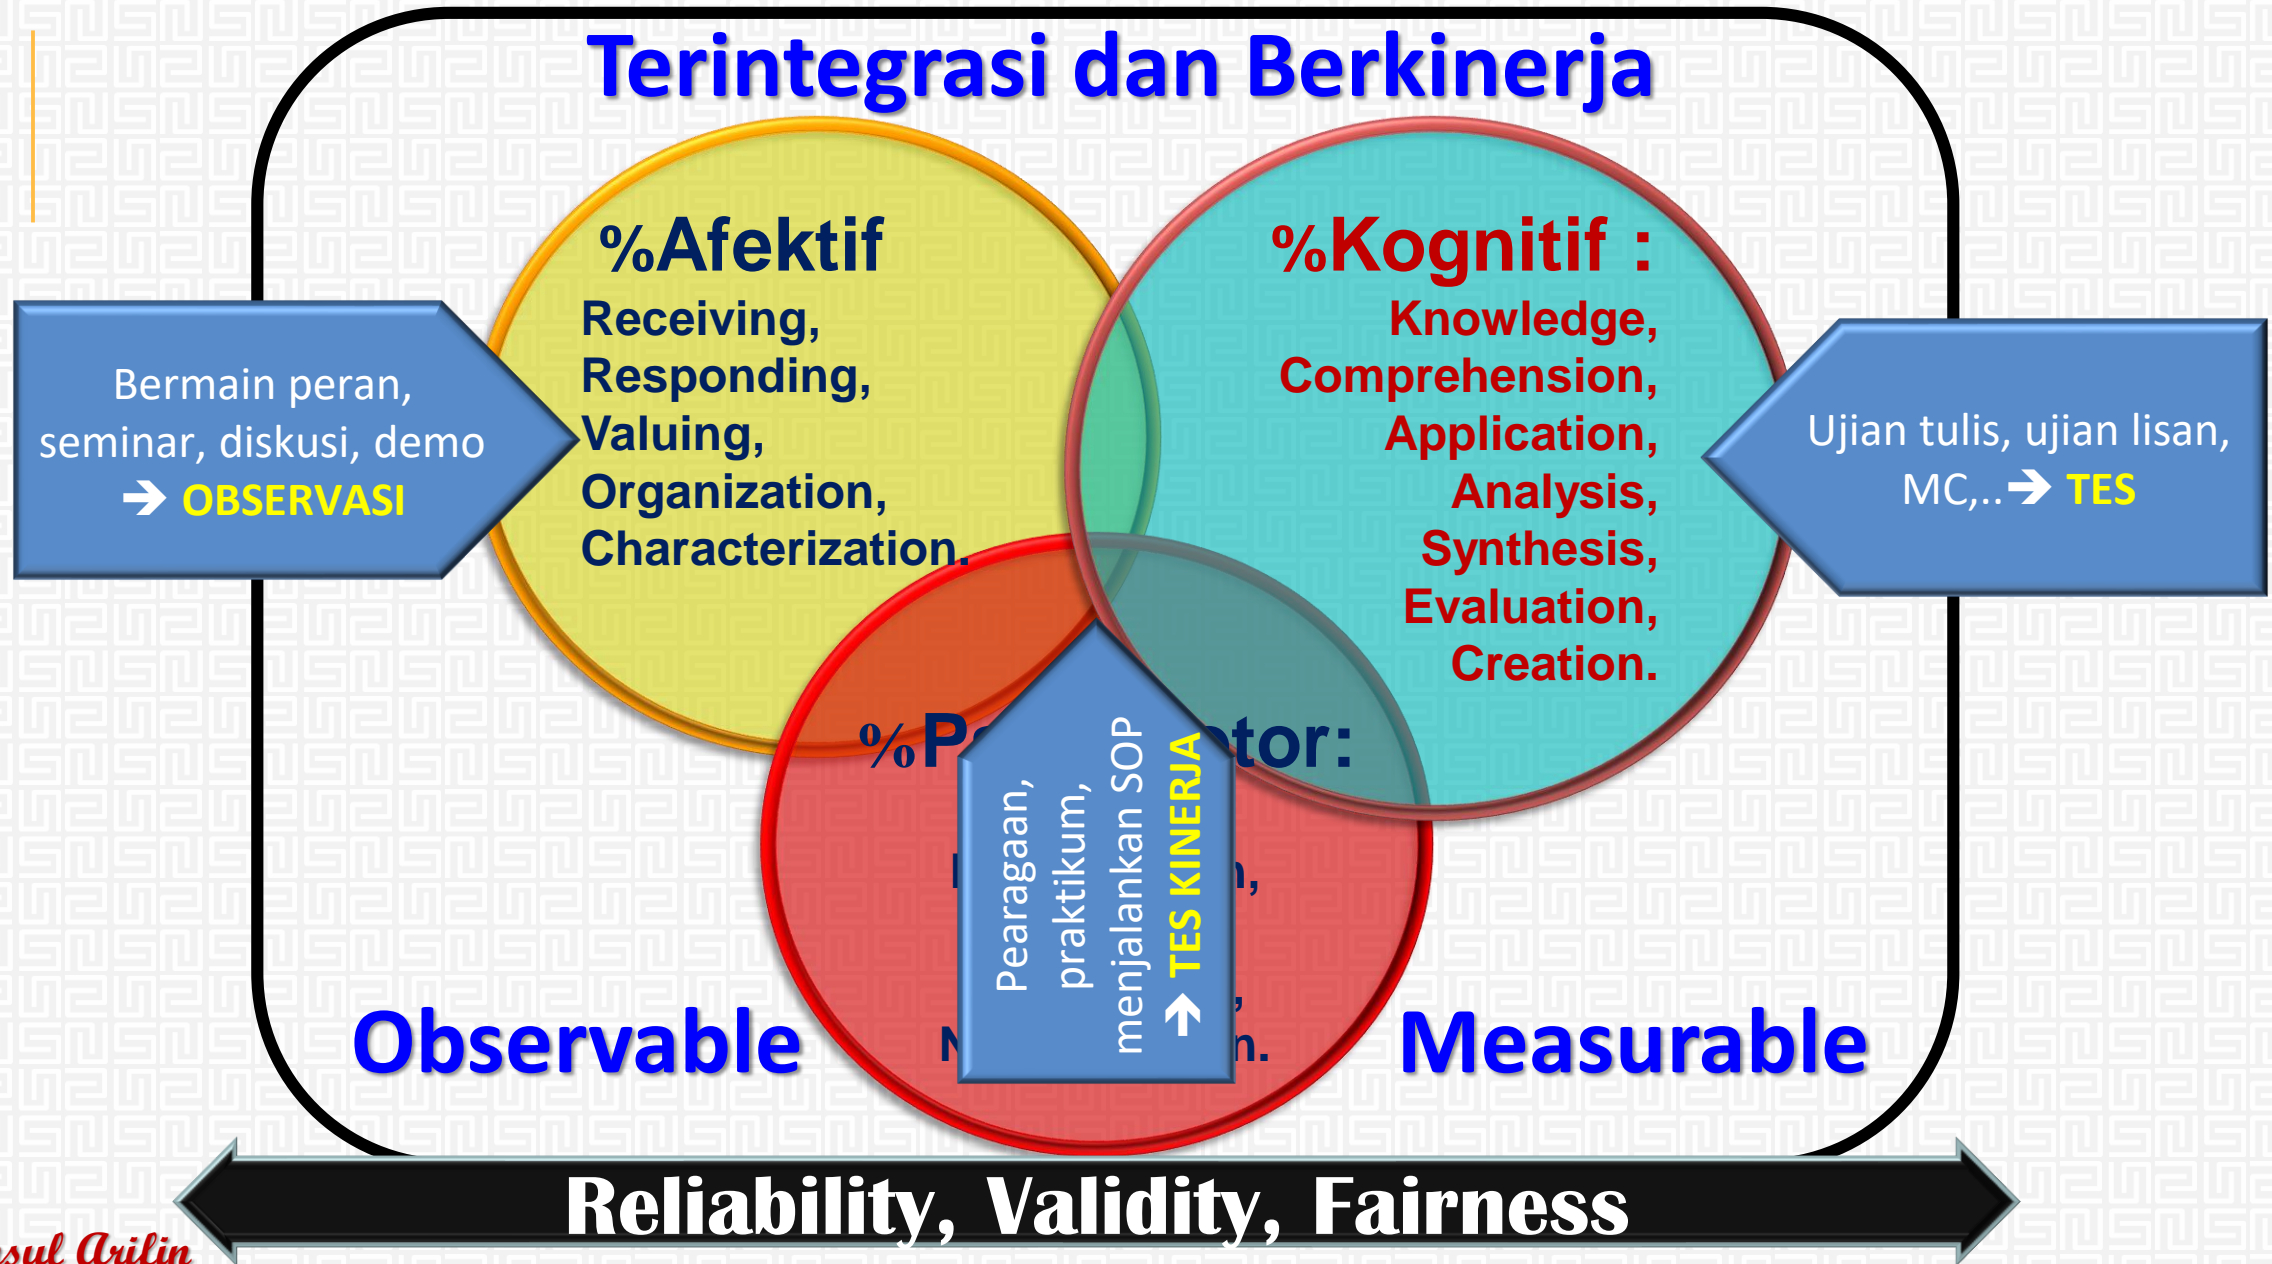 Terintegrasi dan Berkinerja
%Afektif
Receiving,
Responding,
Valuing,
Organization,
Characterization.
%Kognitif :
Knowledge,
Comprehension,
Application,
Analysis,
Synthesis,
Evaluation,
Creation.
Bermain peran,
seminar, diskusi, demo
➔ OBSERVASI
Ujian tulis, ujian lisan,
MC,..➔ TES
Pearagaan,
praktikum,
menjalankan SOP
➔ TES KINERJA
Observable
Measurable
Reliability, Validity, Fairness